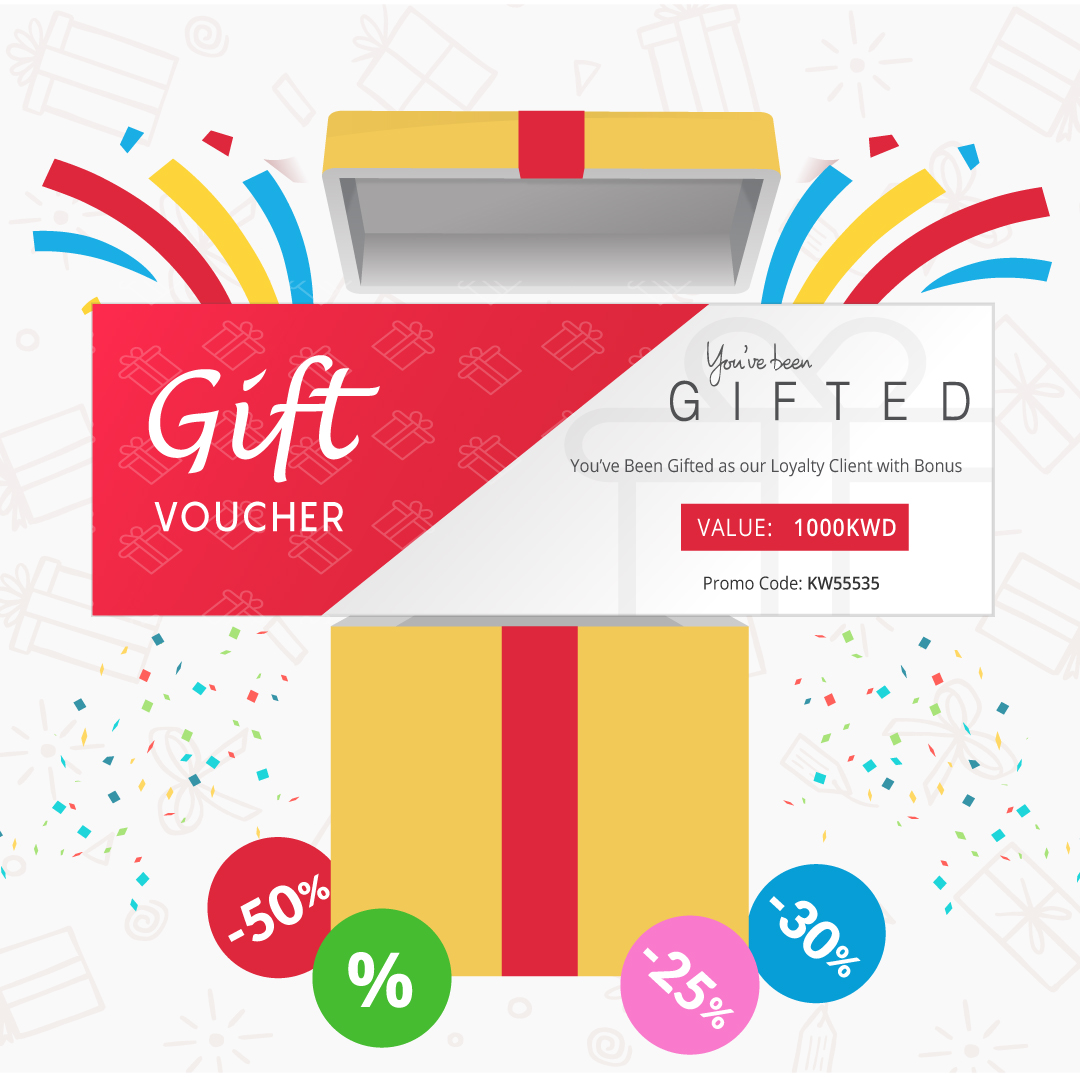 Gift
VOUCHER
You've been
GIFTED
You've Been Gifted as our Loyalty Client with Bonus
VALUE: 1000KWD
Promo Code: KW55535
-50%
%
-25%
-30%